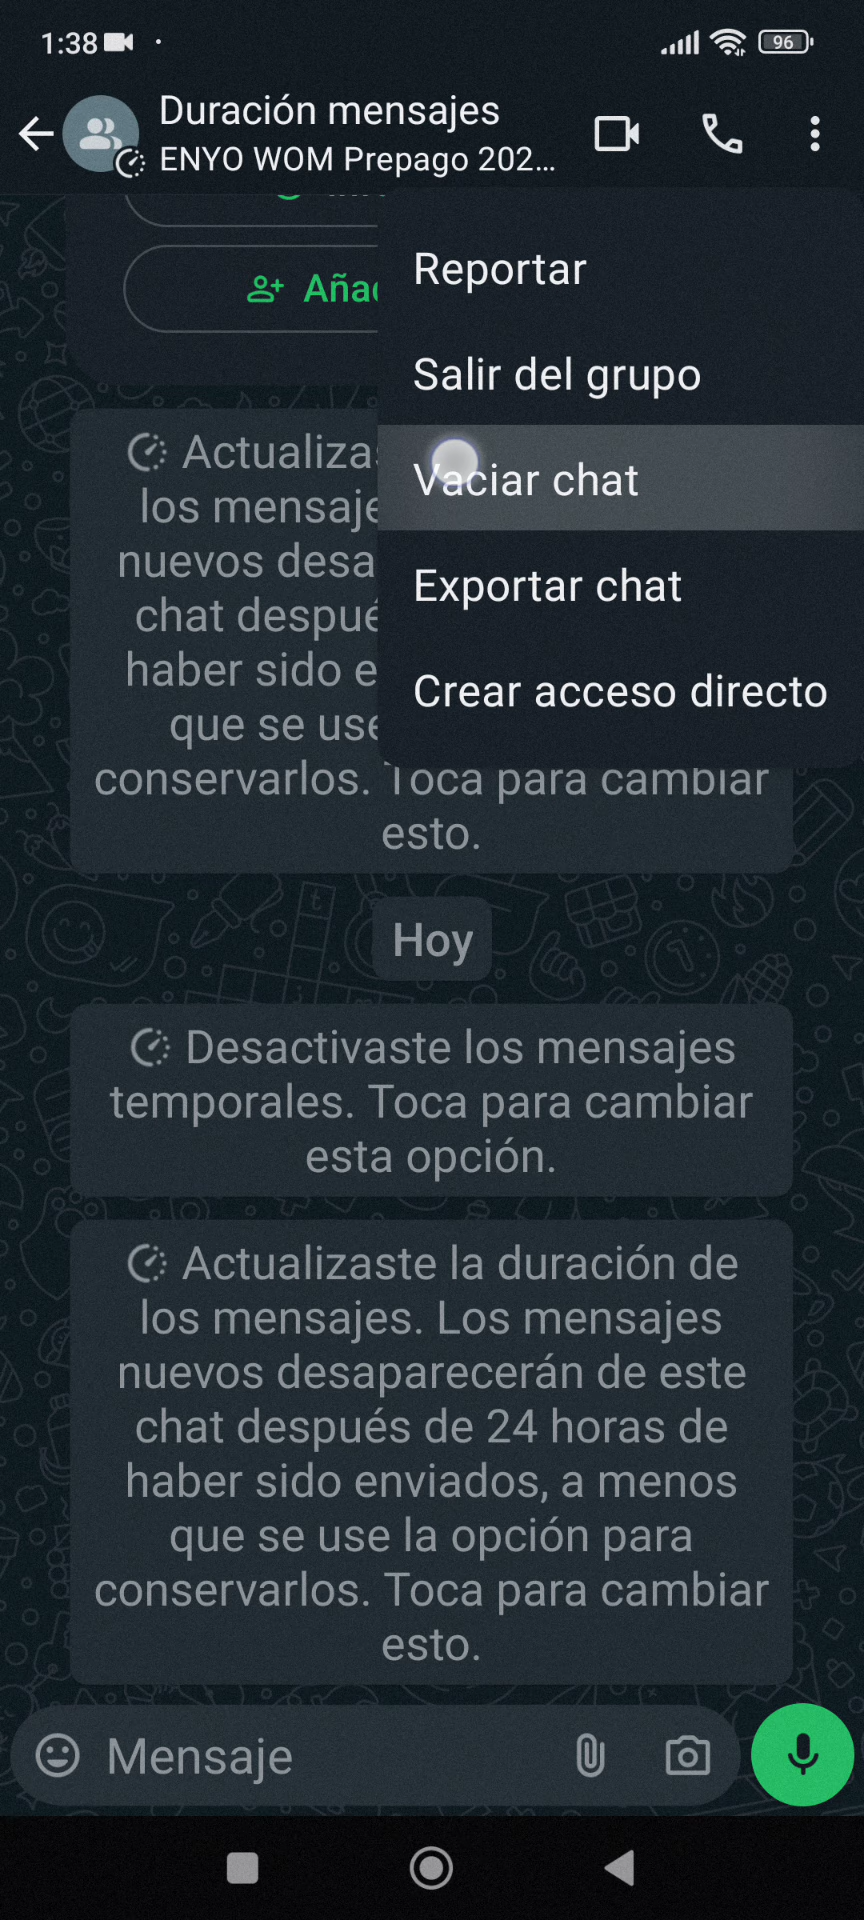 1:38
96
Duración mensajes
ENYO WOM Prepago 202...
Reportar
Salir del grupo
Vaciar chat
Exportar chat
Crear acceso directo
Actualizas
los mensaje
nuevos desa
chat despué
haber sido e
que se use
conservarlos. Toca para cambiar
esto.
Hoy
Desactivaste los mensajes
temporales. Toca para cambiar
esta opción.
Actualizaste la duración de
los mensajes. Los mensajes
nuevos desaparecerán de este
chat después de 24 horas de
haber sido enviados, a menos
que se use la opción para
conservarlos. Toca para cambiar
esto.
Mensaje